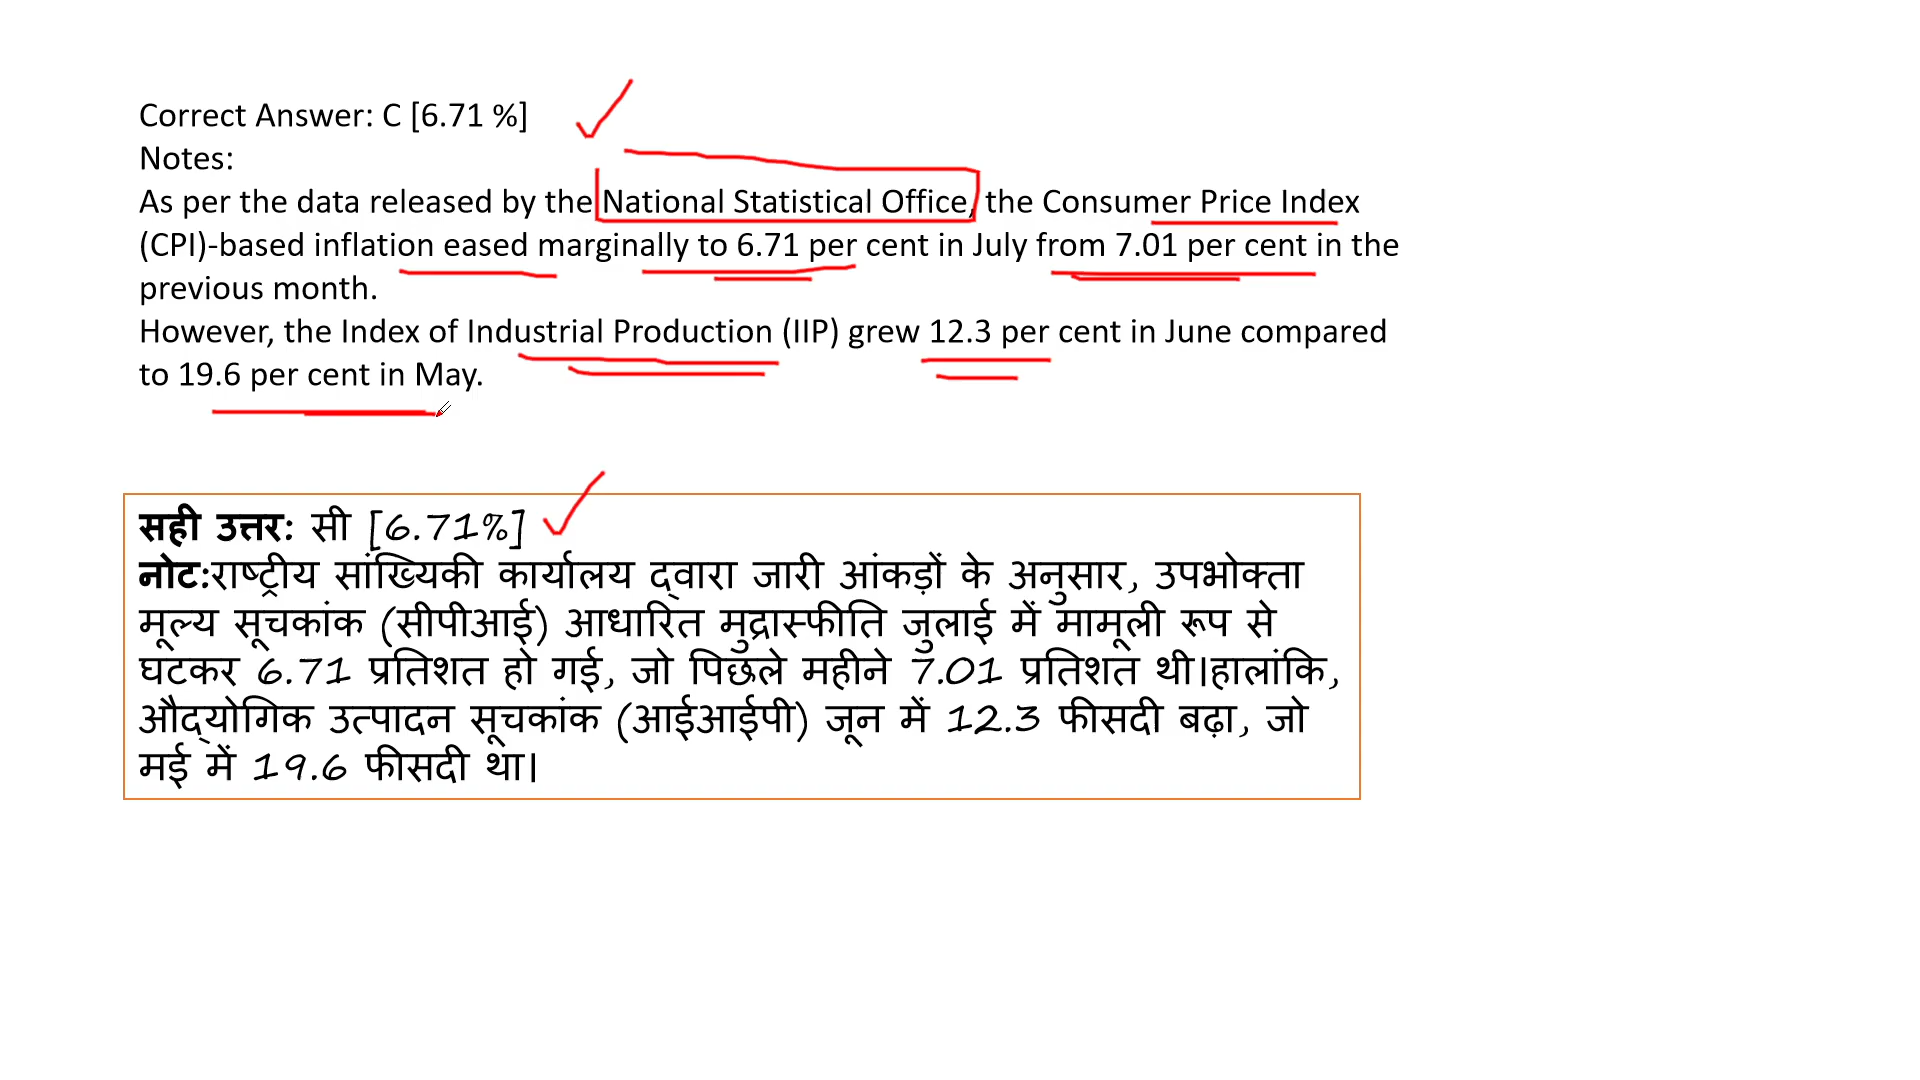 Correct Answer: C [6.71 %]
Notes:
As per the data released by the National Statistical Office, the Consumer Price Index
(CPI)-based inflation eased marginally to 6.71 per cent in July from 7.01 per cent in the
previous month.
However, the Index of Industrial Production (IIP) grew 12.3 per cent in June compared
to 19.6 per cent in May.
सही उत्तर: सी [6.71%]
नोट:राष्ट्रीय सांख्यिकी कार्यालय द्वारा जारी आंकड़ों के अनुसार, उपभोक्ता
मूल्य सूचकांक (सीपीआई) आधारित मुद्रास्फीति जुलाई में मामूली रूप से
घटकर 6.71 प्रतिशत हो गई, जो पिछले महीने 7.01 प्रतिशत थी।हालांकि,
औद्योगिक उत्पादन सूचकांक (आईआईपी) जून में 12.3 फीसदी बढ़ा, जो
मई में 19.6 फीसदी था।